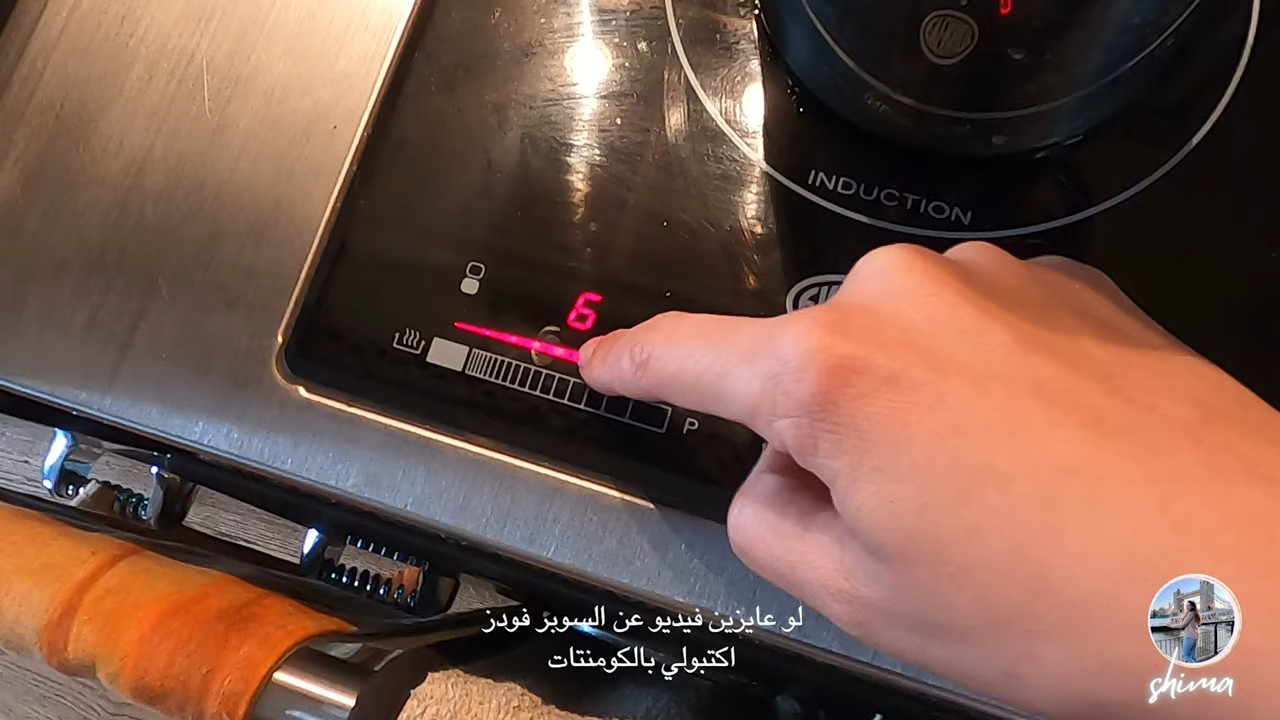 INDUCTION
6
P
لو عايزين فيديو عن السوبر فودز
اكتبولي بالكومنتات
shima